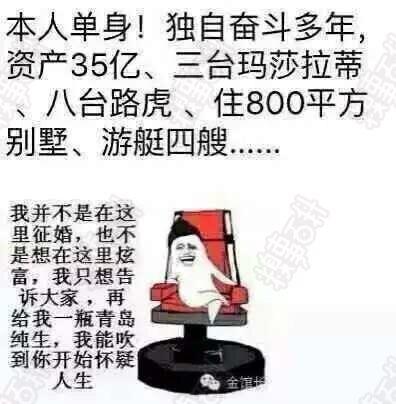 本人单身！独自奋斗多年,
资产35亿、三台玛莎拉蒂
、八台路虎、住800平方
别墅、游艇四艘......
我并不是在这
里征婚，也不
是想在这里炫
富，我只想告
诉大家，再
给我一瓶青岛
纯生，我能吹
到你开始怀疑
人生